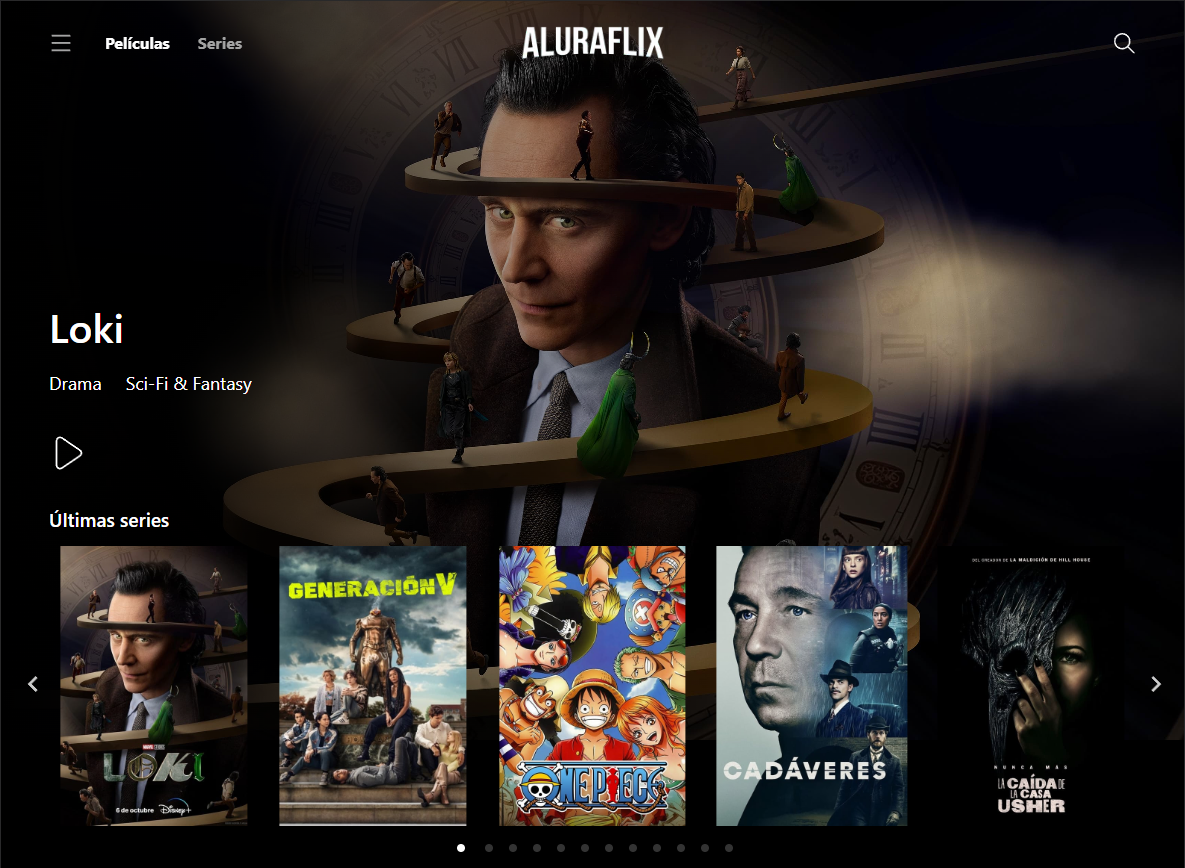 Películas
Series
ALURAFLIX
Loki
Drama
Sci-Fi & Fantasy
Últimas series
MARVEL STUDIOS
LOKI
6 de octubre
Disney+
GENERACIÓN V
ONE PIECE
CADÁVERES
DEL CREADOR DE LA MALDICIÓN DE HILL HOUSE
NUNCA MÁS
LA CAÍDA DE
LA CASA
USHER